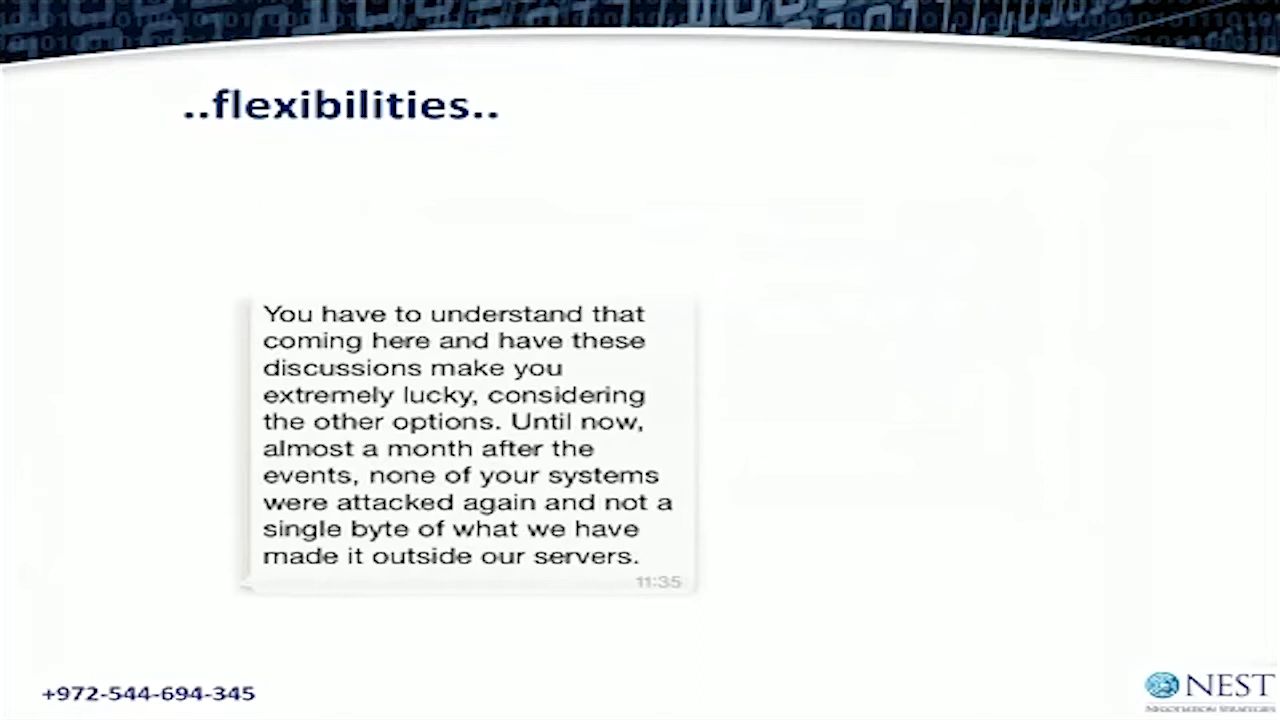 ..flexibilities..
You have to understand that
coming here and have these
discussions make you
extremely lucky, considering
the other options. Until now,
almost a month after the
events, none of your systems
were attacked again and not a
single byte of what we have
made it outside our servers.
11:35
+972-544-694-345
NEST
NEGOTIATION STRATEGIES